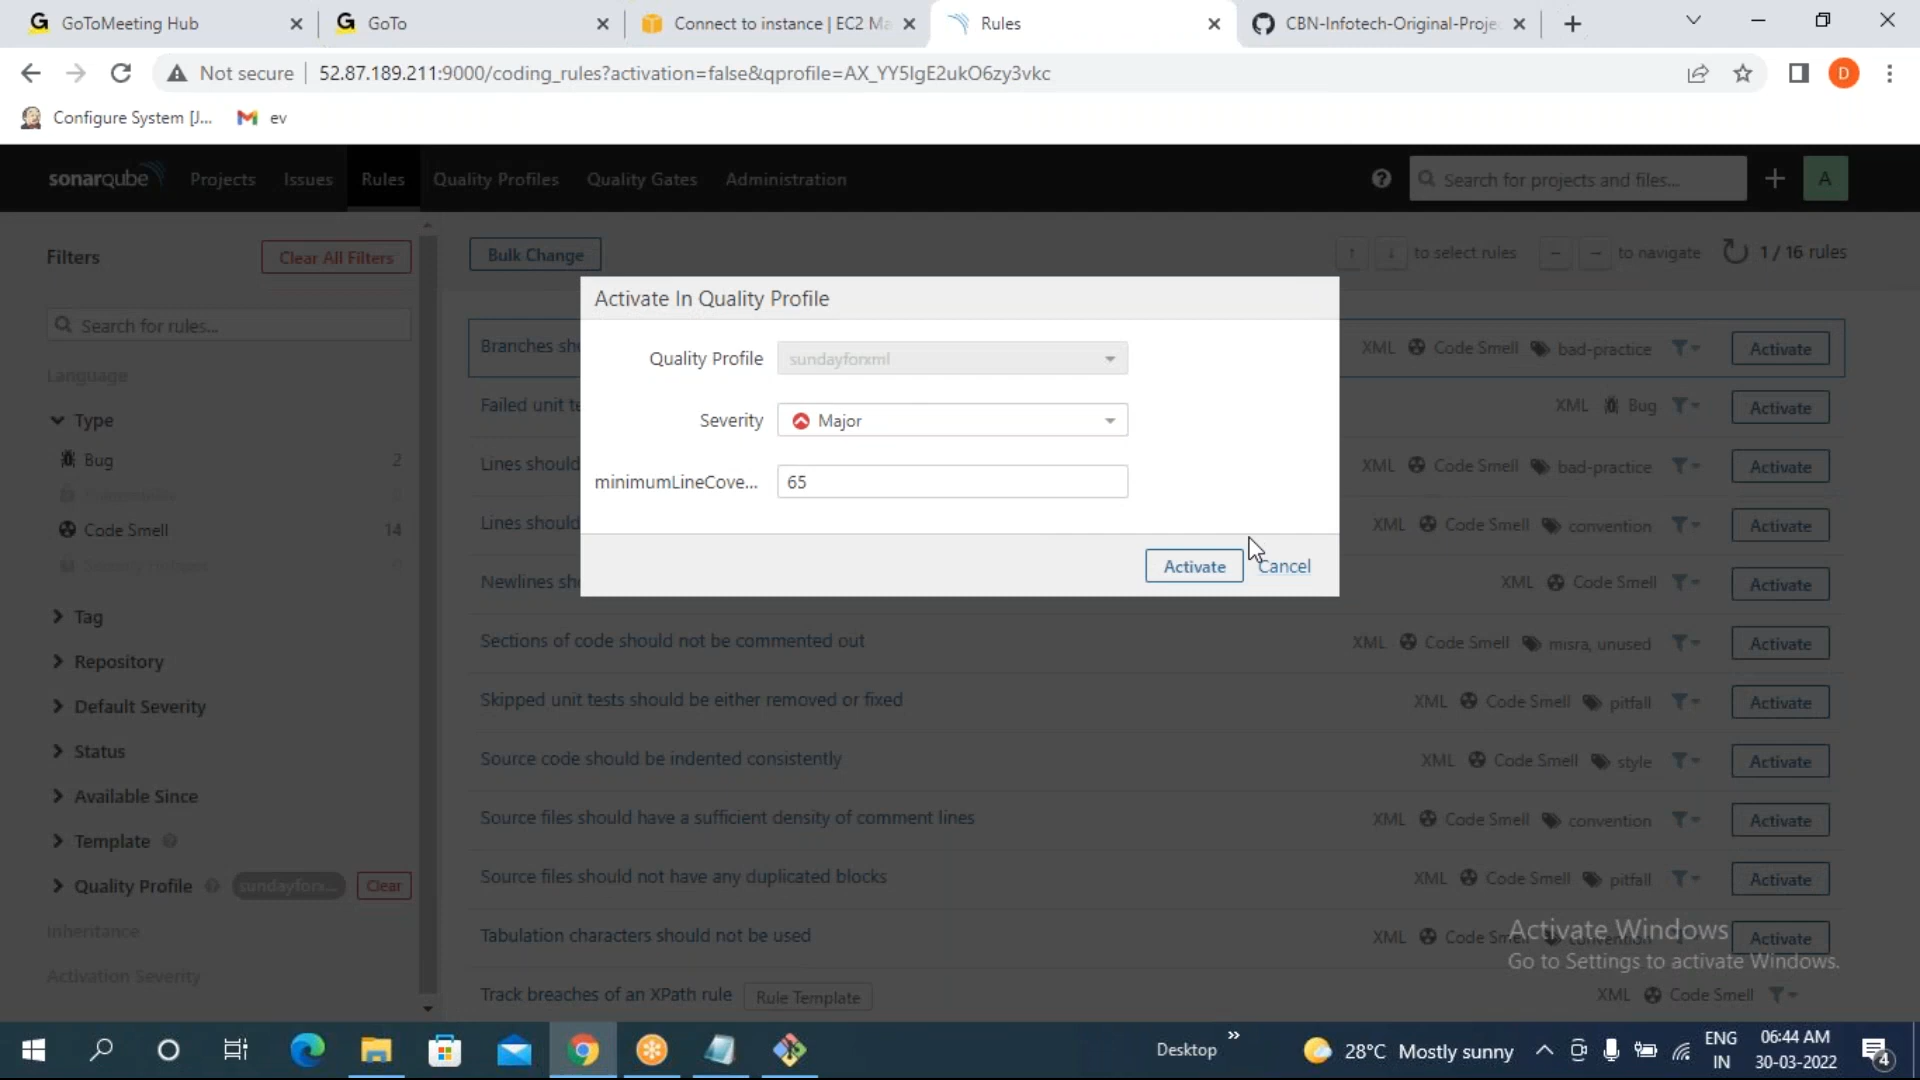 GoToMeeting Hub
GoTo
Connect to instance | EC2 Ma
Rules
CBN-Infotech-Original-Proje
Not secure
52.87.189.211:9000/coding_rules?activation=false&qprofile=AX_YY5IgE2ukO6zy3vkc
D
Configure System [J...
ev
sonarqube
Projects
Issues
Rules
Quality Profiles
Quality Gates
Administration
Search for projects and files...
A
Filters
Clear All Filters
Bulk Change
↑ ↓ to select rules ← → to navigate
1 / 16 rules
Search for rules...
Language
Type
Bug 2
Code Smell 14
Tag
Repository
Default Severity
Status
Available Since
Template
Quality Profile
sundayforx...
Clear
Inheritance
Activation Severity
Activate In Quality Profile
Quality Profile
sundayforxml
Severity
Major
minimumLineCove...
65
Activate
Cancel
Branches sho
XML Code Smell bad-practice Activate
Failed unit te
XML Bug Activate
Lines should
XML Code Smell bad-practice Activate
Lines should
XML Code Smell convention Activate
Newlines sh
XML Code Smell Activate
Sections of code should not be commented out
XML Code Smell misra, unused Activate
Skipped unit tests should be either removed or fixed
XML Code Smell pitfall Activate
Source code should be indented consistently
XML Code Smell style Activate
Source files should have a sufficient density of comment lines
XML Code Smell convention Activate
Source files should not have any duplicated blocks
XML Code Smell pitfall Activate
Tabulation characters should not be used
XML Code Smell convention Activate
Track breaches of an XPath rule
Rule Template
XML Code Smell
Activate Windows
Go to Settings to activate Windows.
Desktop
28°C Mostly sunny
ENG
IN
06:44 AM
30-03-2022
4